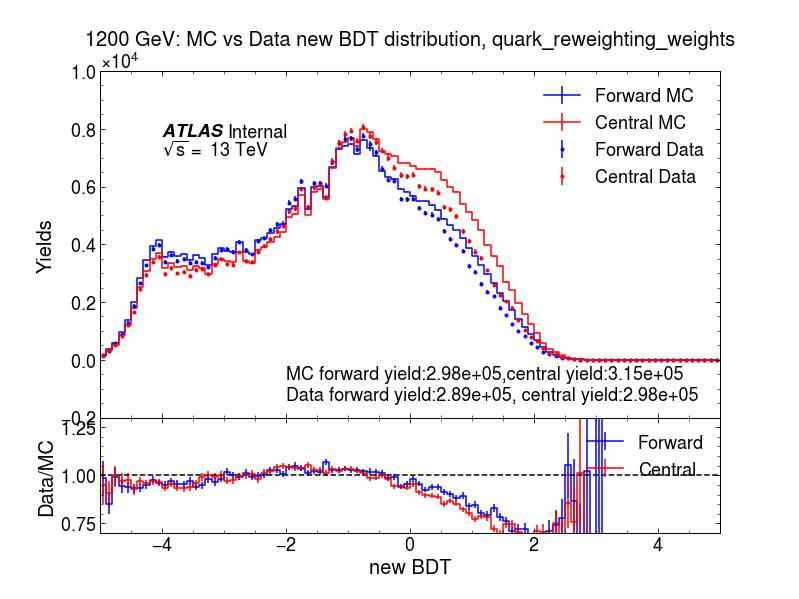 1200 GeV: MC vs Data new BDT distribution, quark_reweighting_weights
×10⁴
1.0
0.8
0.6
0.4
0.2
0.0
0.2
Yields
ATLAS Internal
√s = 13 TeV
Forward MC
Central MC
Forward Data
Central Data
MC forward yield:2.98e+05,central yield:3.15e+05
Data forward yield:2.89e+05, central yield:2.98e+05
1.25
1.00
0.75
Data/MC
Forward
Central
−4 −2 0 2 4
new BDT